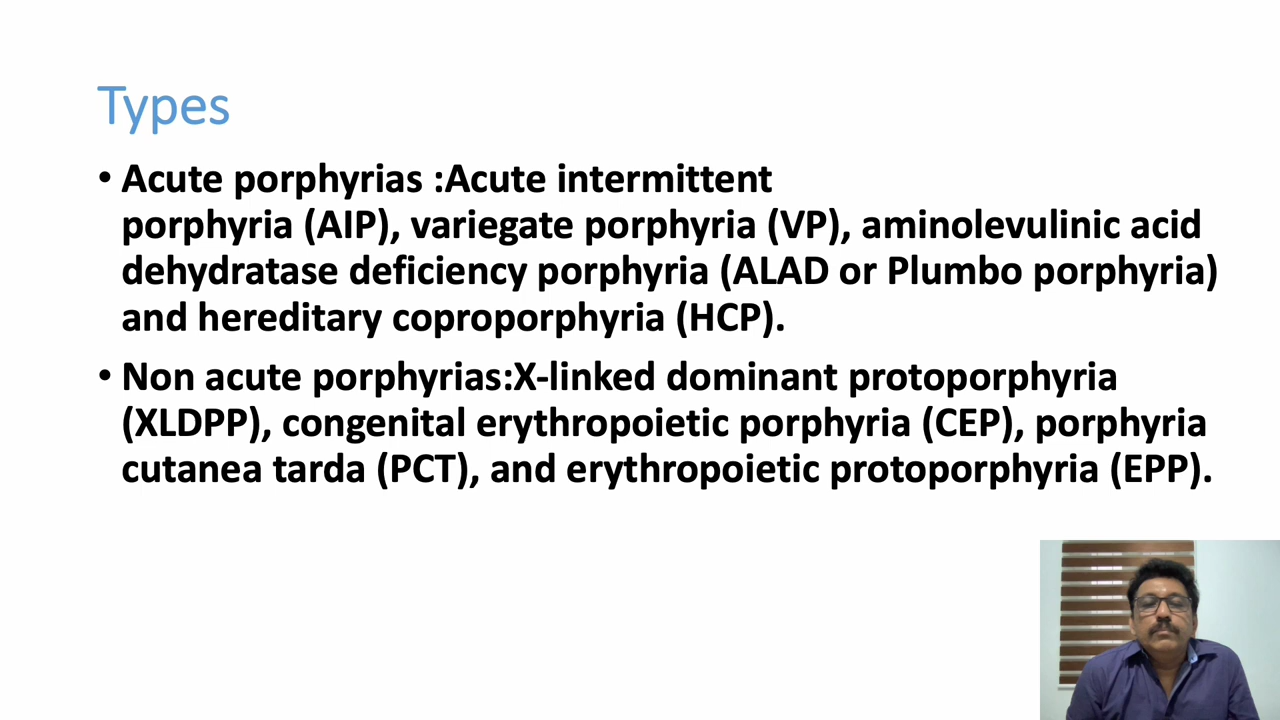 Types
• Acute porphyrias :Acute intermittent
porphyria (AIP), variegate porphyria (VP), aminolevulinic acid
dehydratase deficiency porphyria (ALAD or Plumbo porphyria)
and hereditary coproporphyria (HCP).
• Non acute porphyrias:X-linked dominant protoporphyria
(XLDPP), congenital erythropoietic porphyria (CEP), porphyria
cutanea tarda (PCT), and erythropoietic protoporphyria (EPP).